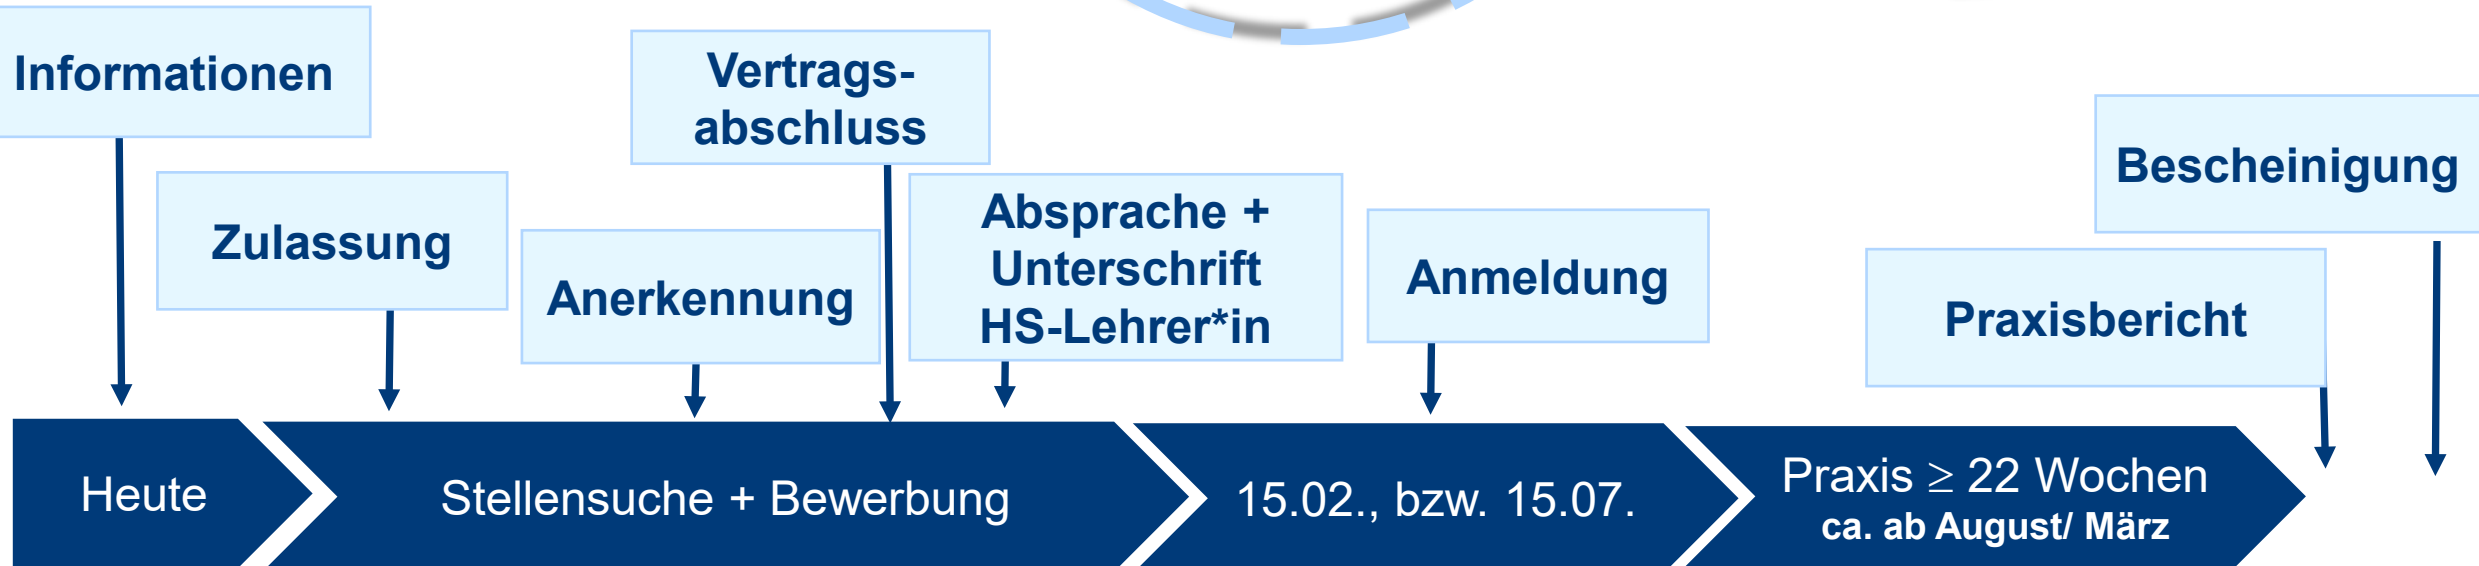 Informationen
Zulassung
Anerkennung
Vertrags-
abschluss
Absprache +
Unterschrift
HS-Lehrer*in
Anmeldung
Praxisbericht
Bescheinigung
Heute
Stellensuche + Bewerbung
15.02., bzw. 15.07.
Praxis ≥ 22 Wochen
ca. ab August/ März